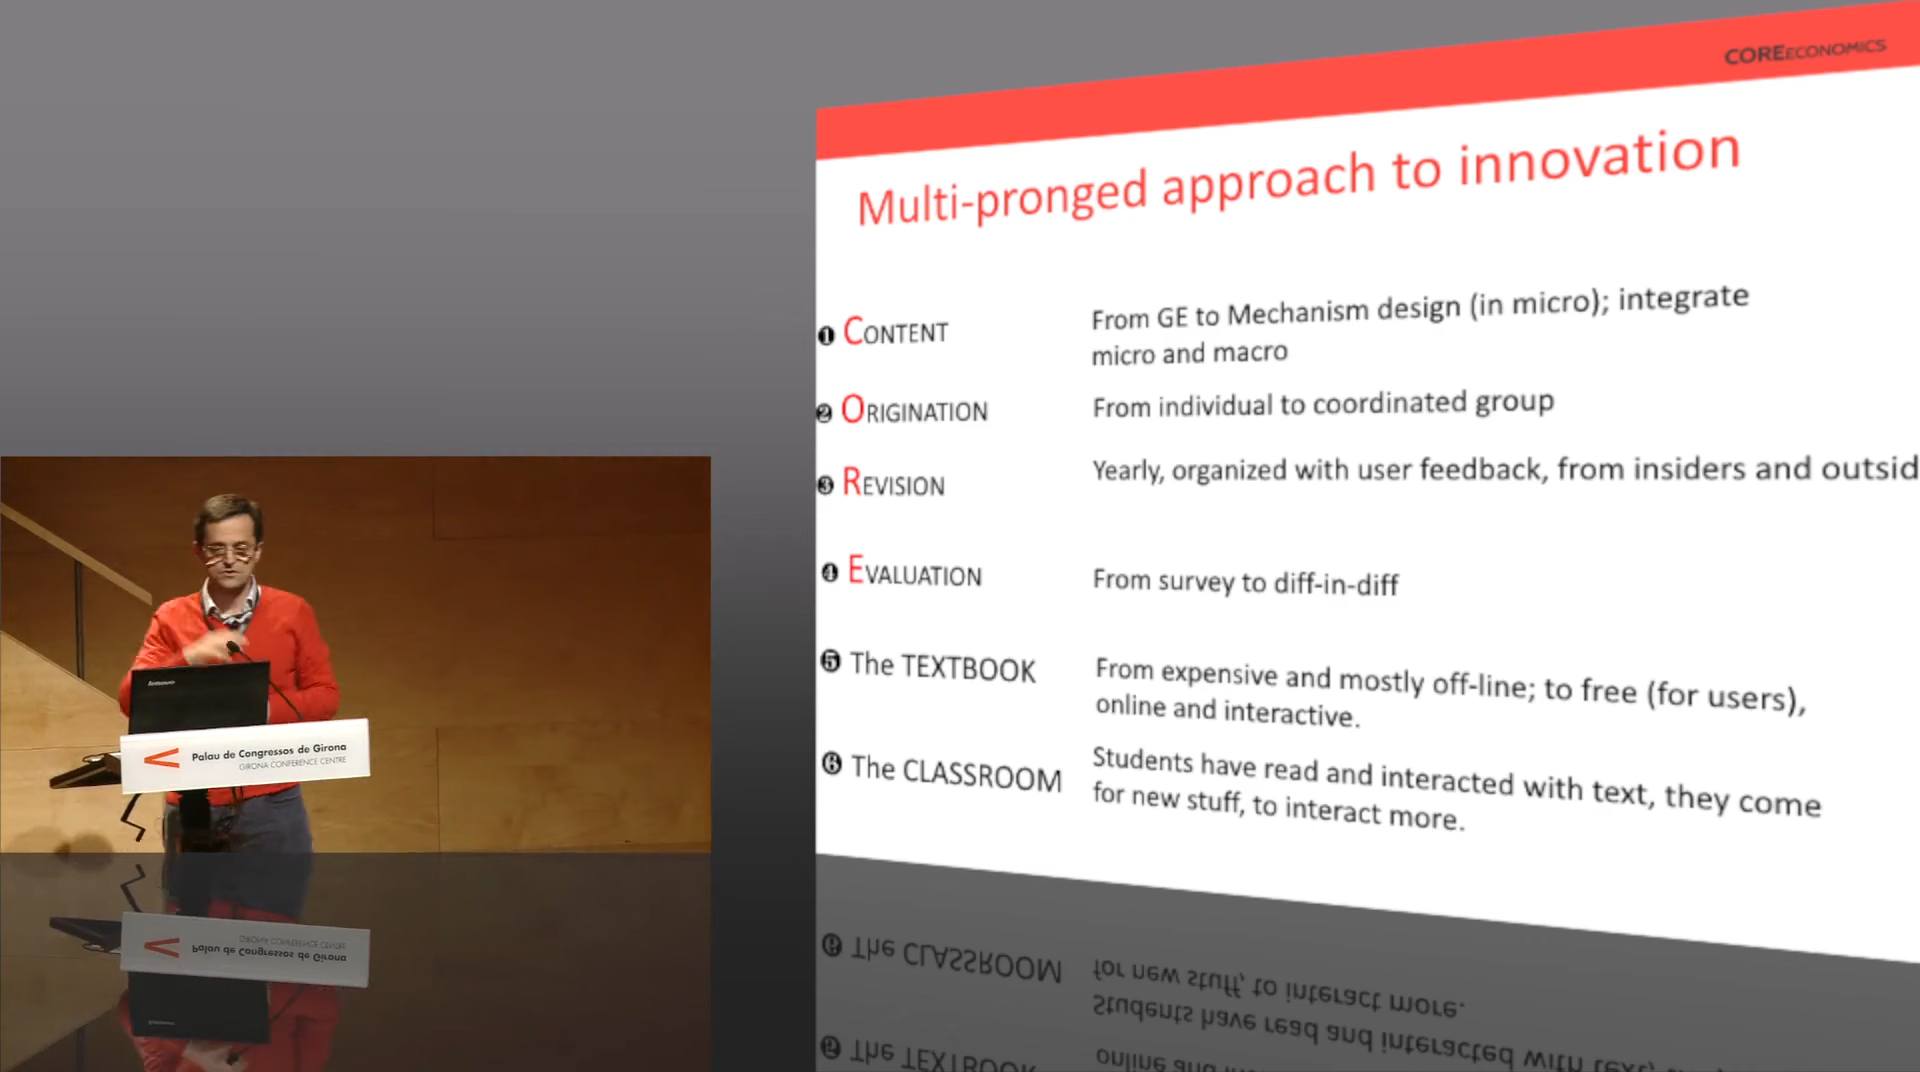 COREECONOMICS
Multi-pronged approach to innovation
❶ CONTENT
From GE to Mechanism design (in micro); integrate
micro and macro
❷ ORIGINATION
From individual to coordinated group
❸ REVISION
Yearly, organized with user feedback, from insiders and outsid
❹ EVALUATION
From survey to diff-in-diff
❺ The TEXTBOOK
From expensive and mostly off-line; to free (for users),
online and interactive.
❻ The CLASSROOM
Students have read and interacted with text, they come
for new stuff, to interact more.
lenovo
Palau de Congressos de Girona
GIRONA CONFERENCE CENTRE